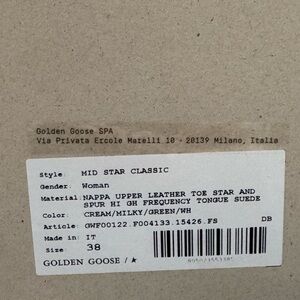 Golden Goose SPA
Via Privata Ercole Marelli 10 - 20139 Milano, Italia
Style: MID STAR CLASSIC
Gender: Woman
Material: NAPPA UPPER LEATHER TOE STAR AND
SPUR HI GH FREQUENCY TONGUE SUEDE
Color: CREAM/MILKY/GREEN/WH
Article: GWF00122.F004133.15426.FS DB
Made in: IT
Size: 38
GOLDEN GOOSE /